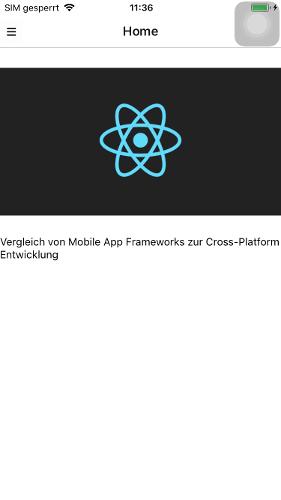 SIM gesperrt 11:36
Home
Vergleich von Mobile App Frameworks zur Cross-Platform
Entwicklung